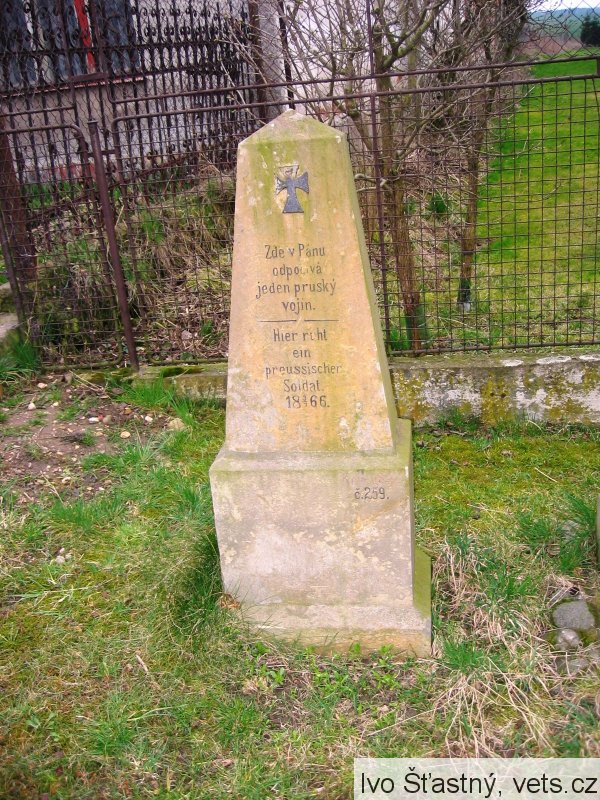 Zde v Pánu
odpočívá
jeden pruský
vojín.
Hier ruht
ein
preussischer
Soldat.
1866.
č.259.
Ivo Šťastný, vets.cz